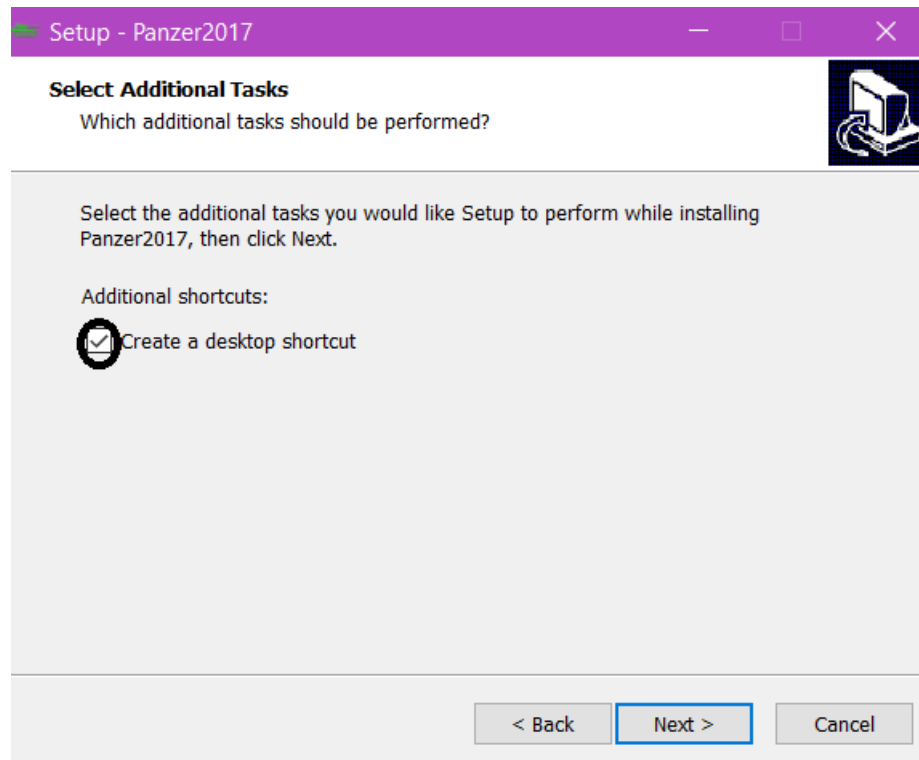 Setup - Panzer2017
Select Additional Tasks
Which additional tasks should be performed?
Select the additional tasks you would like Setup to perform while installing
Panzer2017, then click Next.
Additional shortcuts:
Create a desktop shortcut
< Back
Next >
Cancel